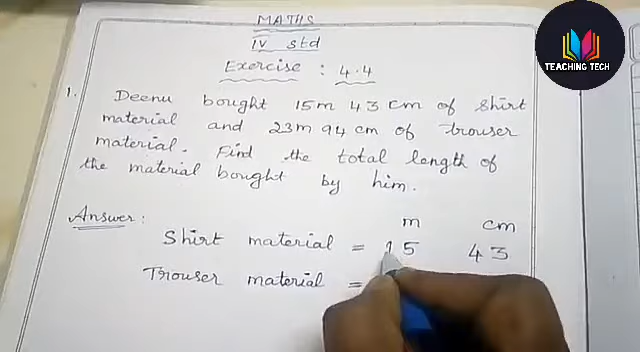 MATHS
IV std
Exercise : 4.4
TEACHING TECH
1. Deenu bought 15m 43 cm of shirt
material and 23m 94 cm of trouser
material. Find the total length of
the material bought by him.
Answer:
m cm
Shirt material = 15 43
Trouser material =